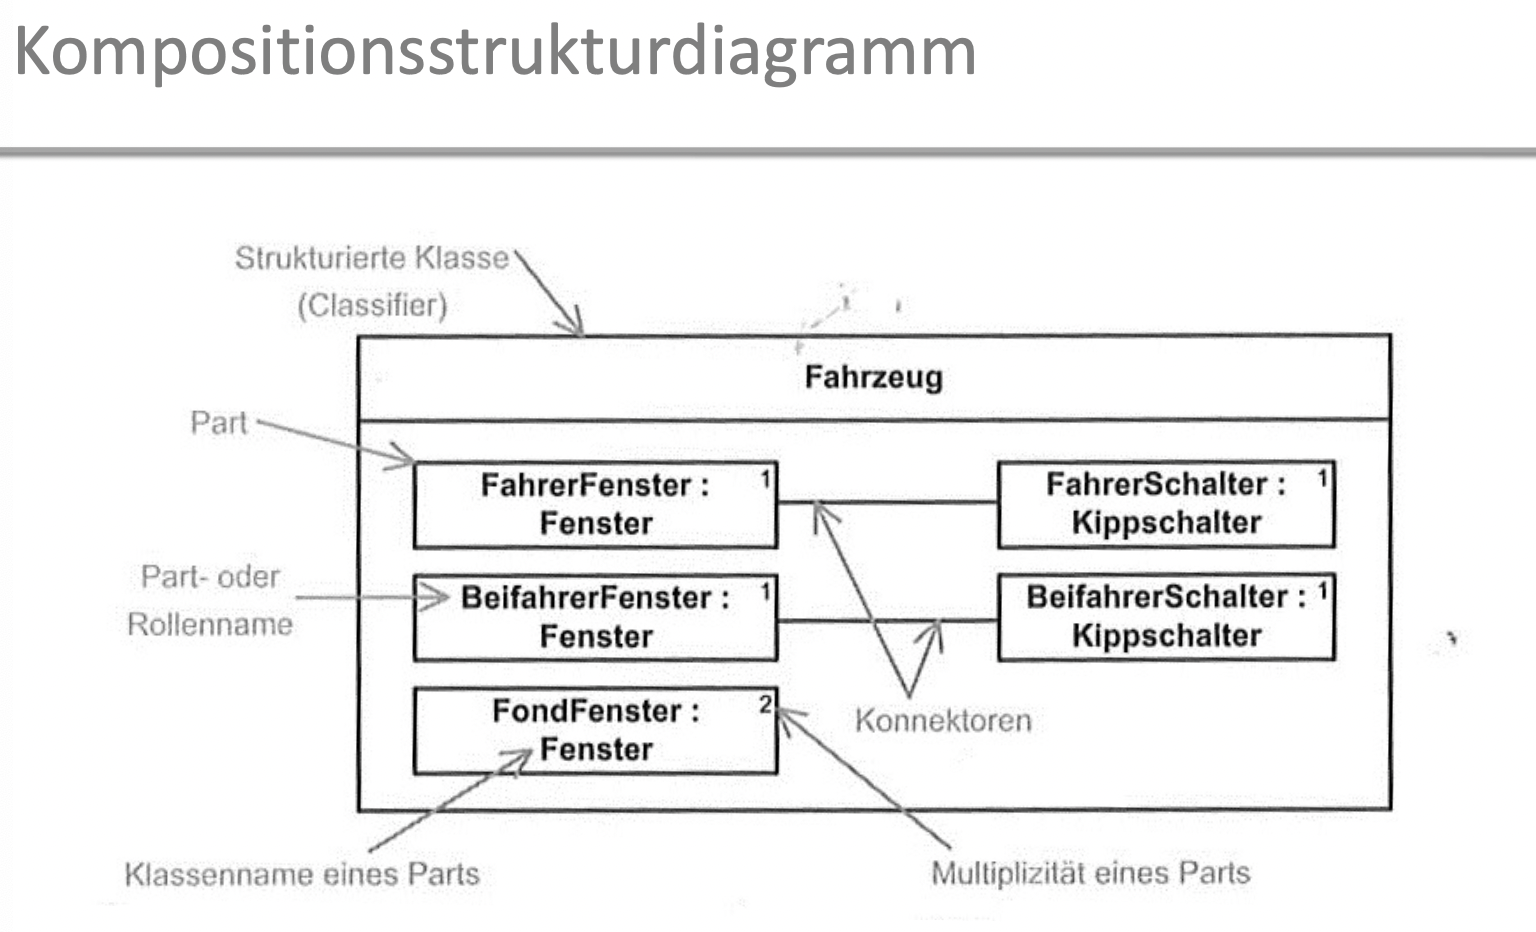 Kompositionsstrukturdiagramm
Strukturierte Klasse
(Classifier)
Fahrzeug
Part
FahrerFenster : 1
Fenster
FahrerSchalter : 1
Kippschalter
Part- oder
Rollenname
BeifahrerFenster : 1
Fenster
BeifahrerSchalter : 1
Kippschalter
FondFenster : 2
Fenster
Konnektoren
Klassenname eines Parts
Multiplizität eines Parts